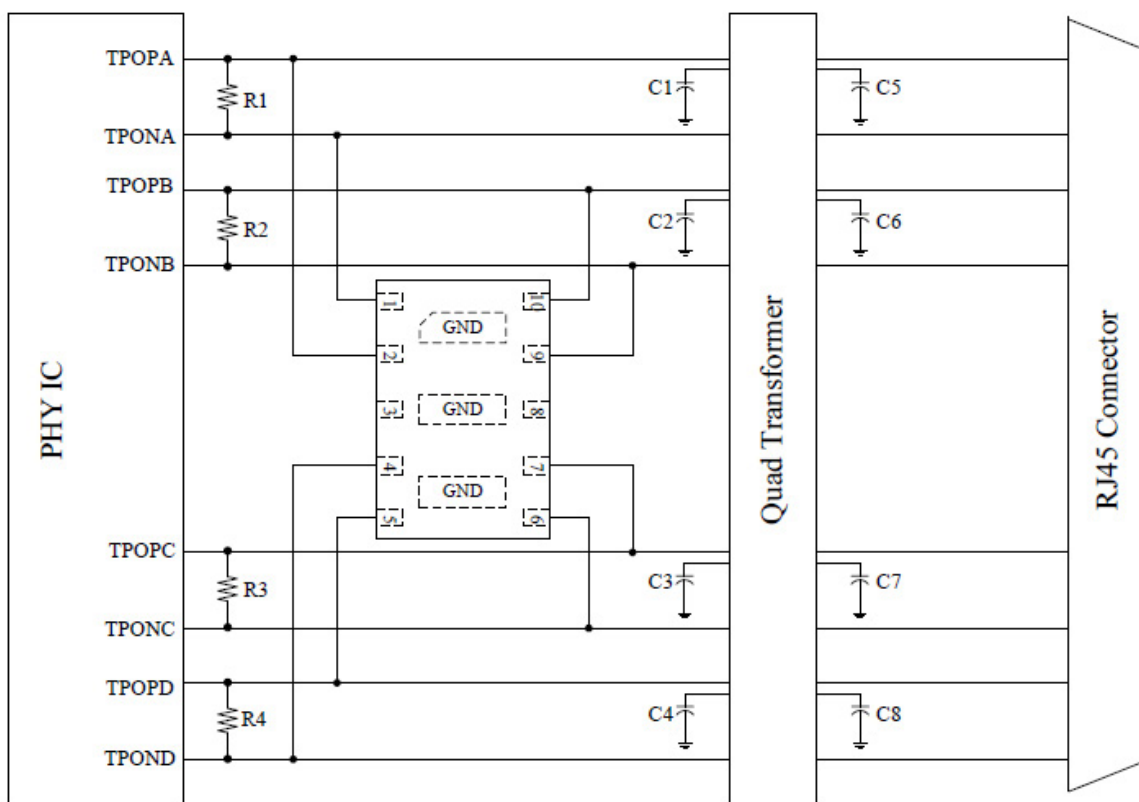 TPOPA
R1
C1
C5
TPONA
TPOPB
R2
C2
C6
TPONB
1
10
GND
2
9
3
GND
8
4
7
GND
5
6
TPOPC
R3
C3
C7
TPONC
TPOPD
R4
C4
C8
TPOND
PHY IC
Quad Transformer
RJ45 Connector